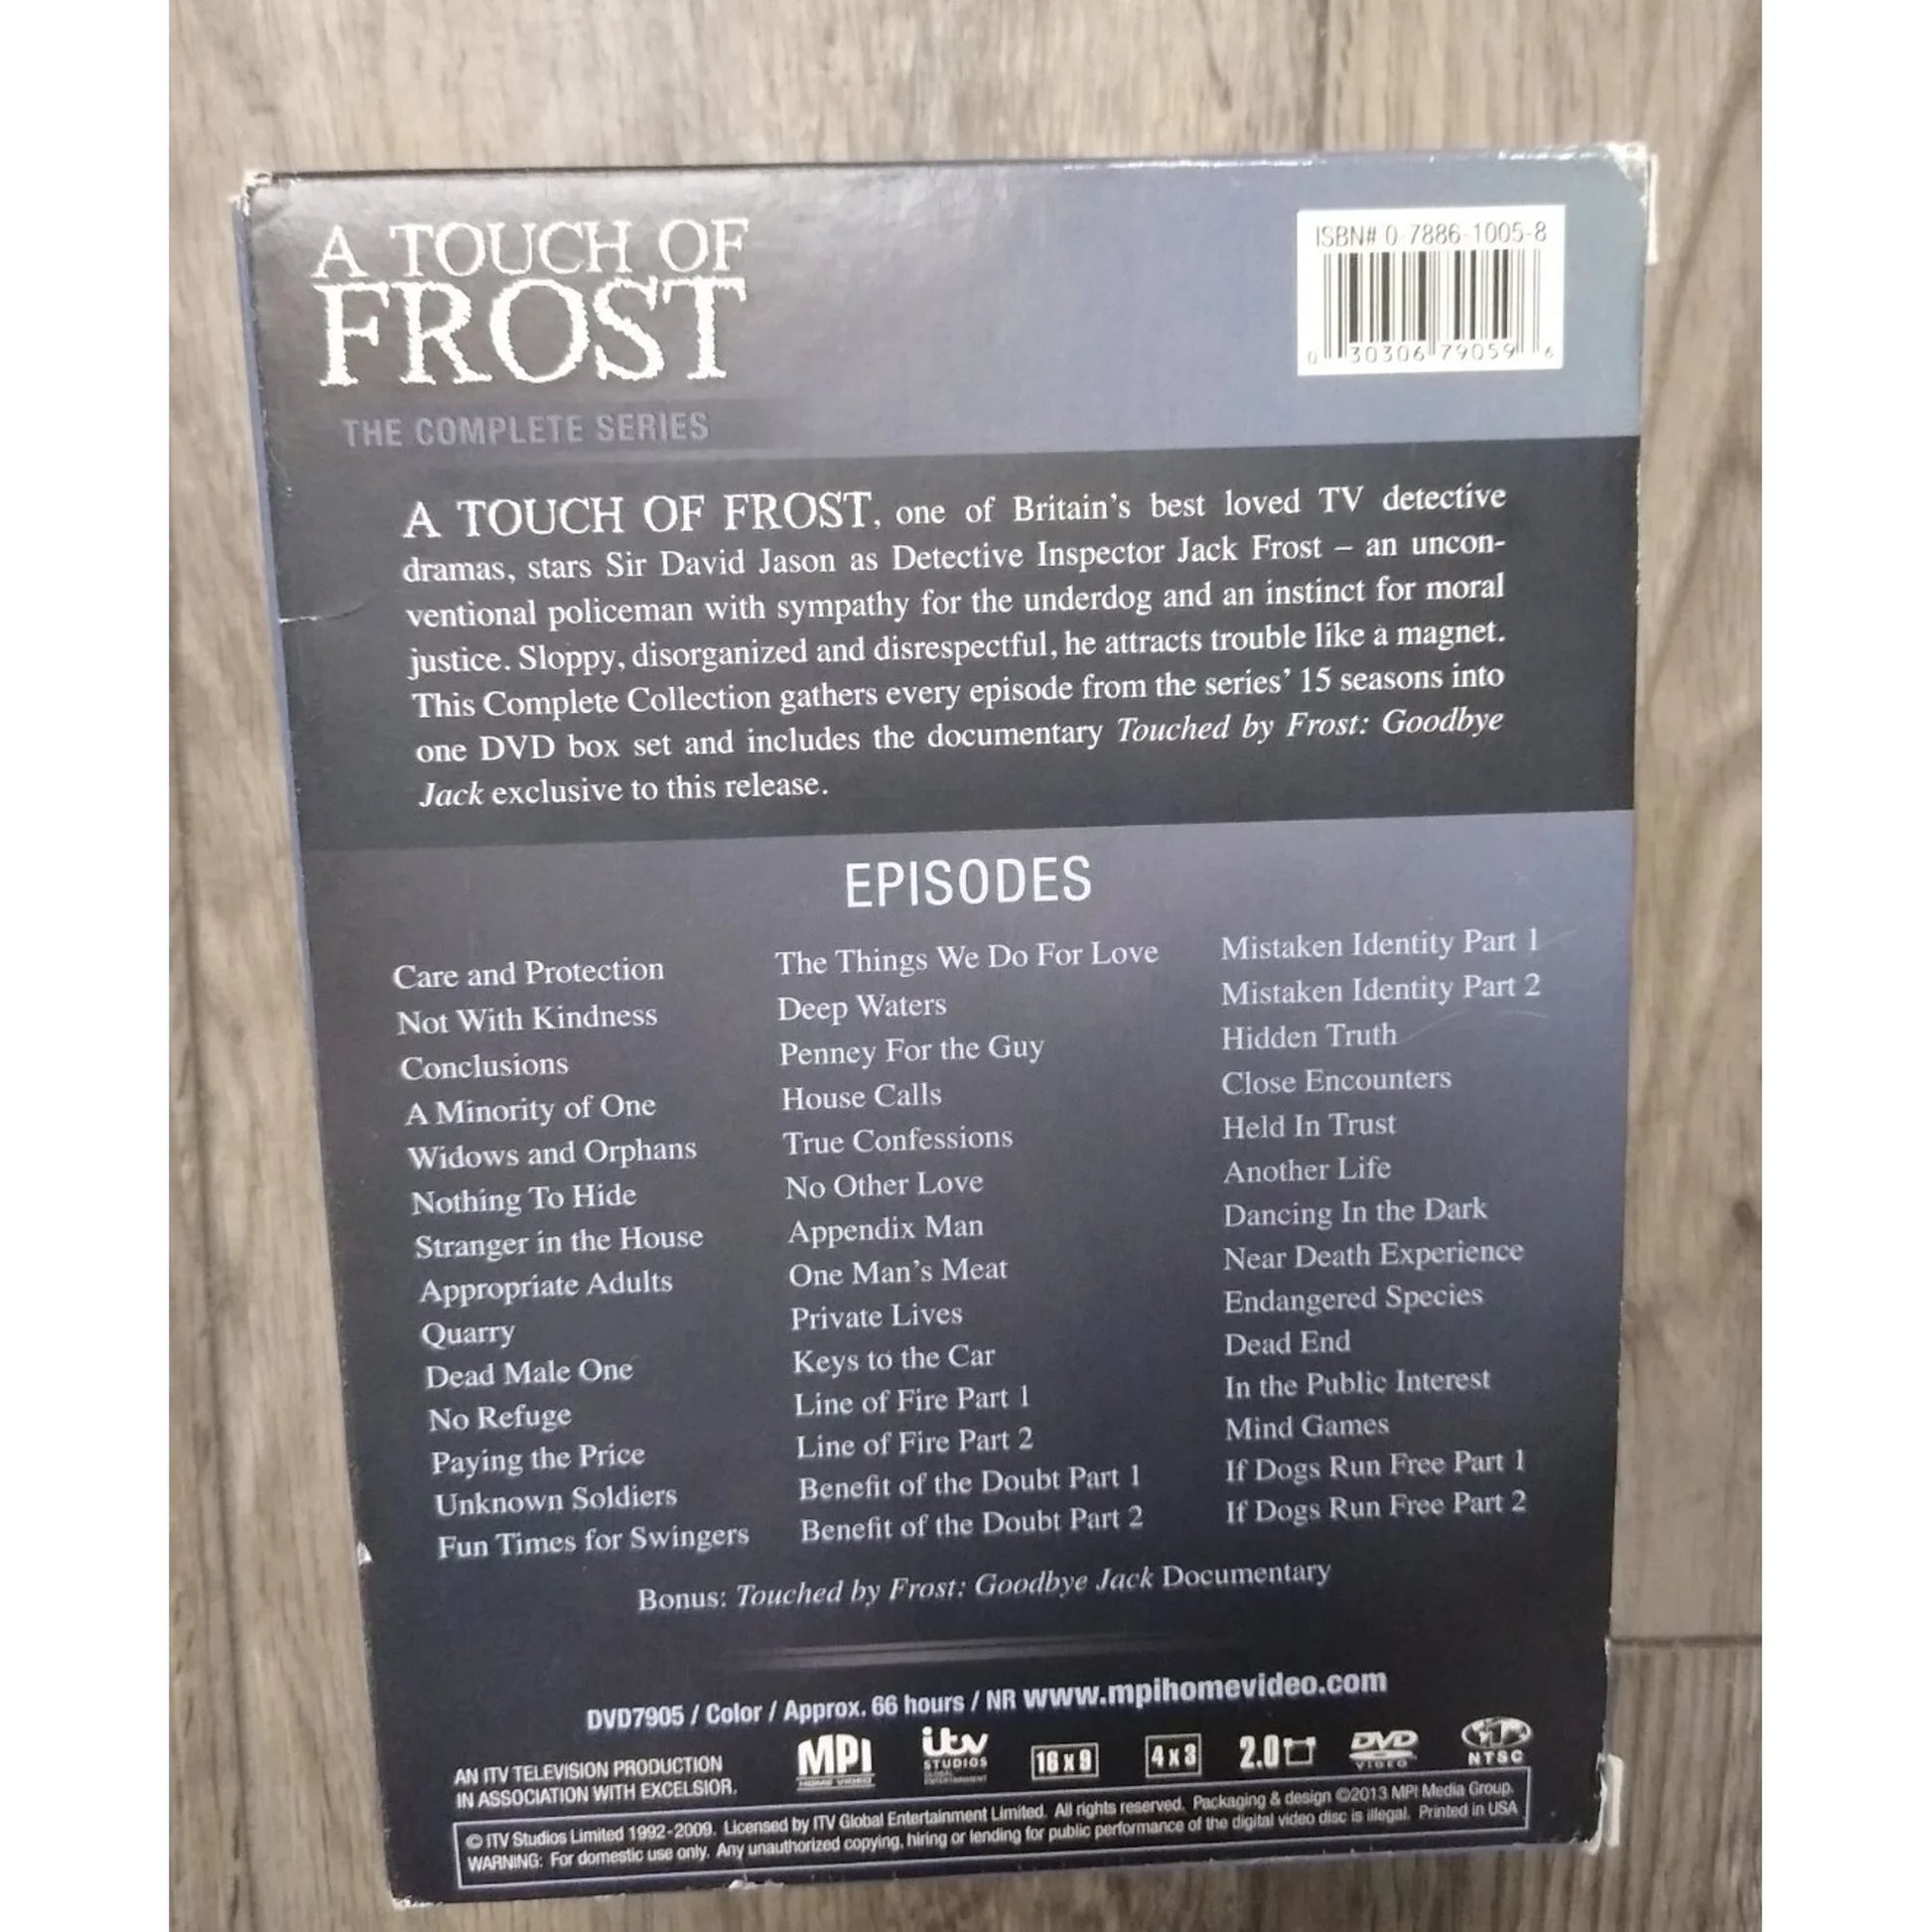 A TOUCH OF
FROST
THE COMPLETE SERIES
ISBN# 0-7886-1005-8
0 30306 79059 6
A TOUCH OF FROST, one of Britain's best loved TV detective
dramas, stars Sir David Jason as Detective Inspector Jack Frost – an uncon-
ventional policeman with sympathy for the underdog and an instinct for moral
justice. Sloppy, disorganized and disrespectful, he attracts trouble like a magnet.
This Complete Collection gathers every episode from the series' 15 seasons into
one DVD box set and includes the documentary Touched by Frost: Goodbye
Jack exclusive to this release.
EPISODES
Care and Protection
Not With Kindness
Conclusions
A Minority of One
Widows and Orphans
Nothing To Hide
Stranger in the House
Appropriate Adults
Quarry
Dead Male One
No Refuge
Paying the Price
Unknown Soldiers
Fun Times for Swingers
The Things We Do For Love
Deep Waters
Penney For the Guy
House Calls
True Confessions
No Other Love
Appendix Man
One Man's Meat
Private Lives
Keys to the Car
Line of Fire Part 1
Line of Fire Part 2
Benefit of the Doubt Part 1
Benefit of the Doubt Part 2
Mistaken Identity Part 1
Mistaken Identity Part 2
Hidden Truth
Close Encounters
Held In Trust
Another Life
Dancing In the Dark
Near Death Experience
Endangered Species
Dead End
In the Public Interest
Mind Games
If Dogs Run Free Part 1
If Dogs Run Free Part 2
Bonus: Touched by Frost: Goodbye Jack Documentary
DVD7905 / Color / Approx. 66 hours / NR www.mpihomevideo.com
AN ITV TELEVISION PRODUCTION
IN ASSOCIATION WITH EXCELSIOR.
MPI
HOME VIDEO
itv
STUDIOS
GLOBAL
ENTERTAINMENT
16 x 9
4 x 3
2.0
DVD
VIDEO
NTSC
© ITV Studios Limited 1992-2009. Licensed by ITV Global Entertainment Limited. All rights reserved. Packaging & design ©2013 MPI Media Group.
WARNING: For domestic use only. Any unauthorized copying, hiring or lending for public performance of the digital video disc is illegal. Printed in USA